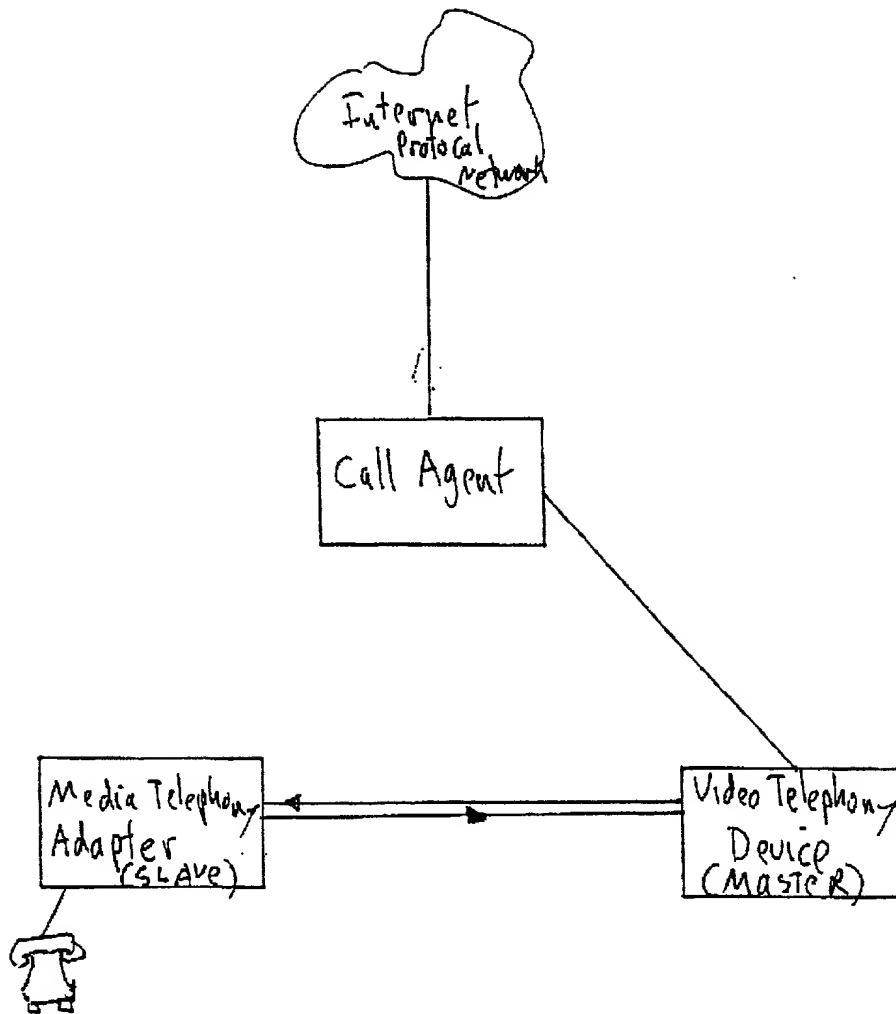 Internet
Protocal
Network
Call Agent
Media Telephony
Adapter
(SLAVE)
Video Telephony
Device
(MASTER)